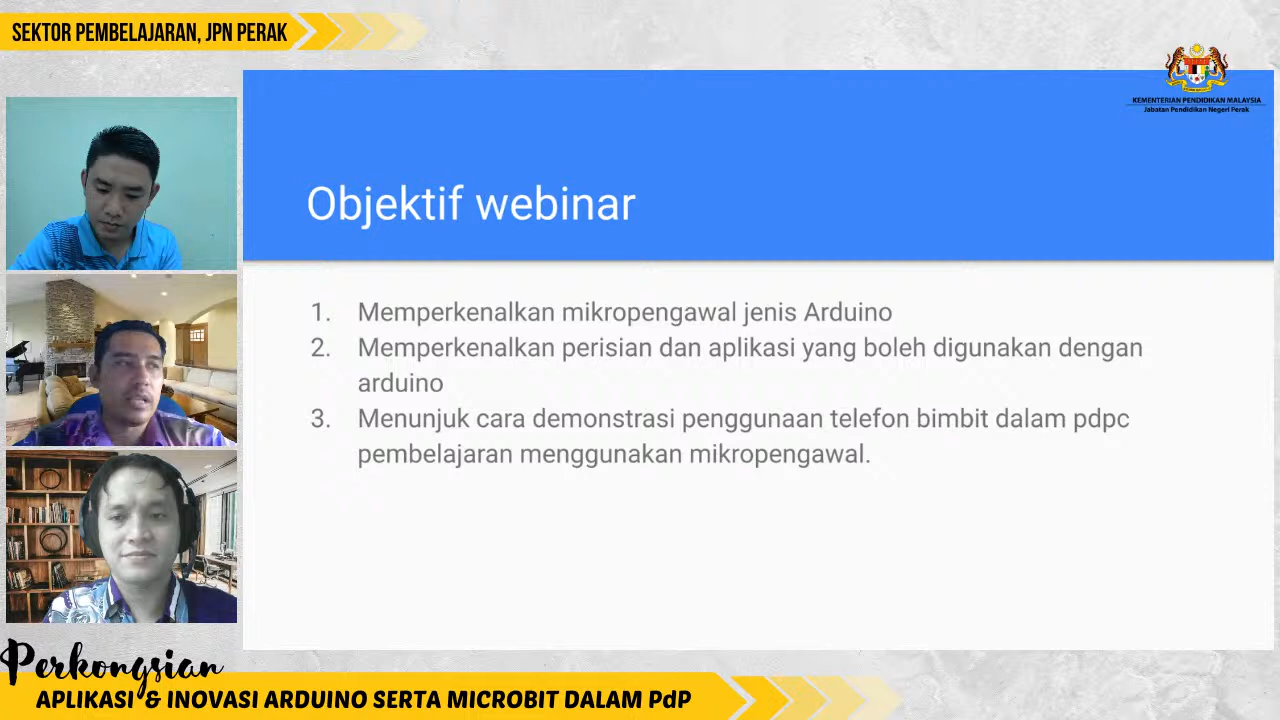 SEKTOR PEMBELAJARAN, JPN PERAK
KEMENTERIAN PENDIDIKAN MALAYSIA
Jabatan Pendidikan Negeri Perak
Objektif webinar
1. Memperkenalkan mikropengawal jenis Arduino
2. Memperkenalkan perisian dan aplikasi yang boleh digunakan dengan
arduino
3. Menunjuk cara demonstrasi penggunaan telefon bimbit dalam pdpc
pembelajaran menggunakan mikropengawal.
Perkongsian
APLIKASI & INOVASI ARDUINO SERTA MICROBIT DALAM PdP